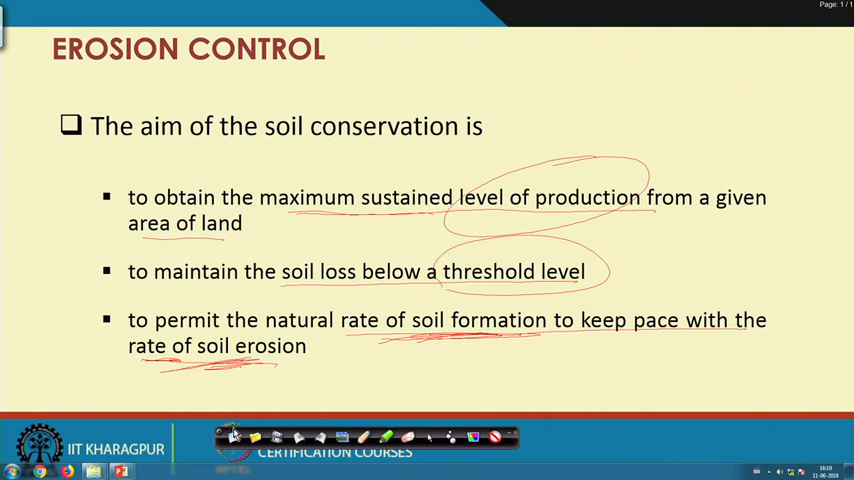 Page: 1 / 1
EROSION CONTROL
The aim of the soil conservation is
to obtain the maximum sustained level of production from a given
area of land
to maintain the soil loss below a threshold level
to permit the natural rate of soil formation to keep pace with the
rate of soil erosion
IIT KHARAGPUR
NPTEL
CERTIFICATION COURSES
16:19
11-06-2018